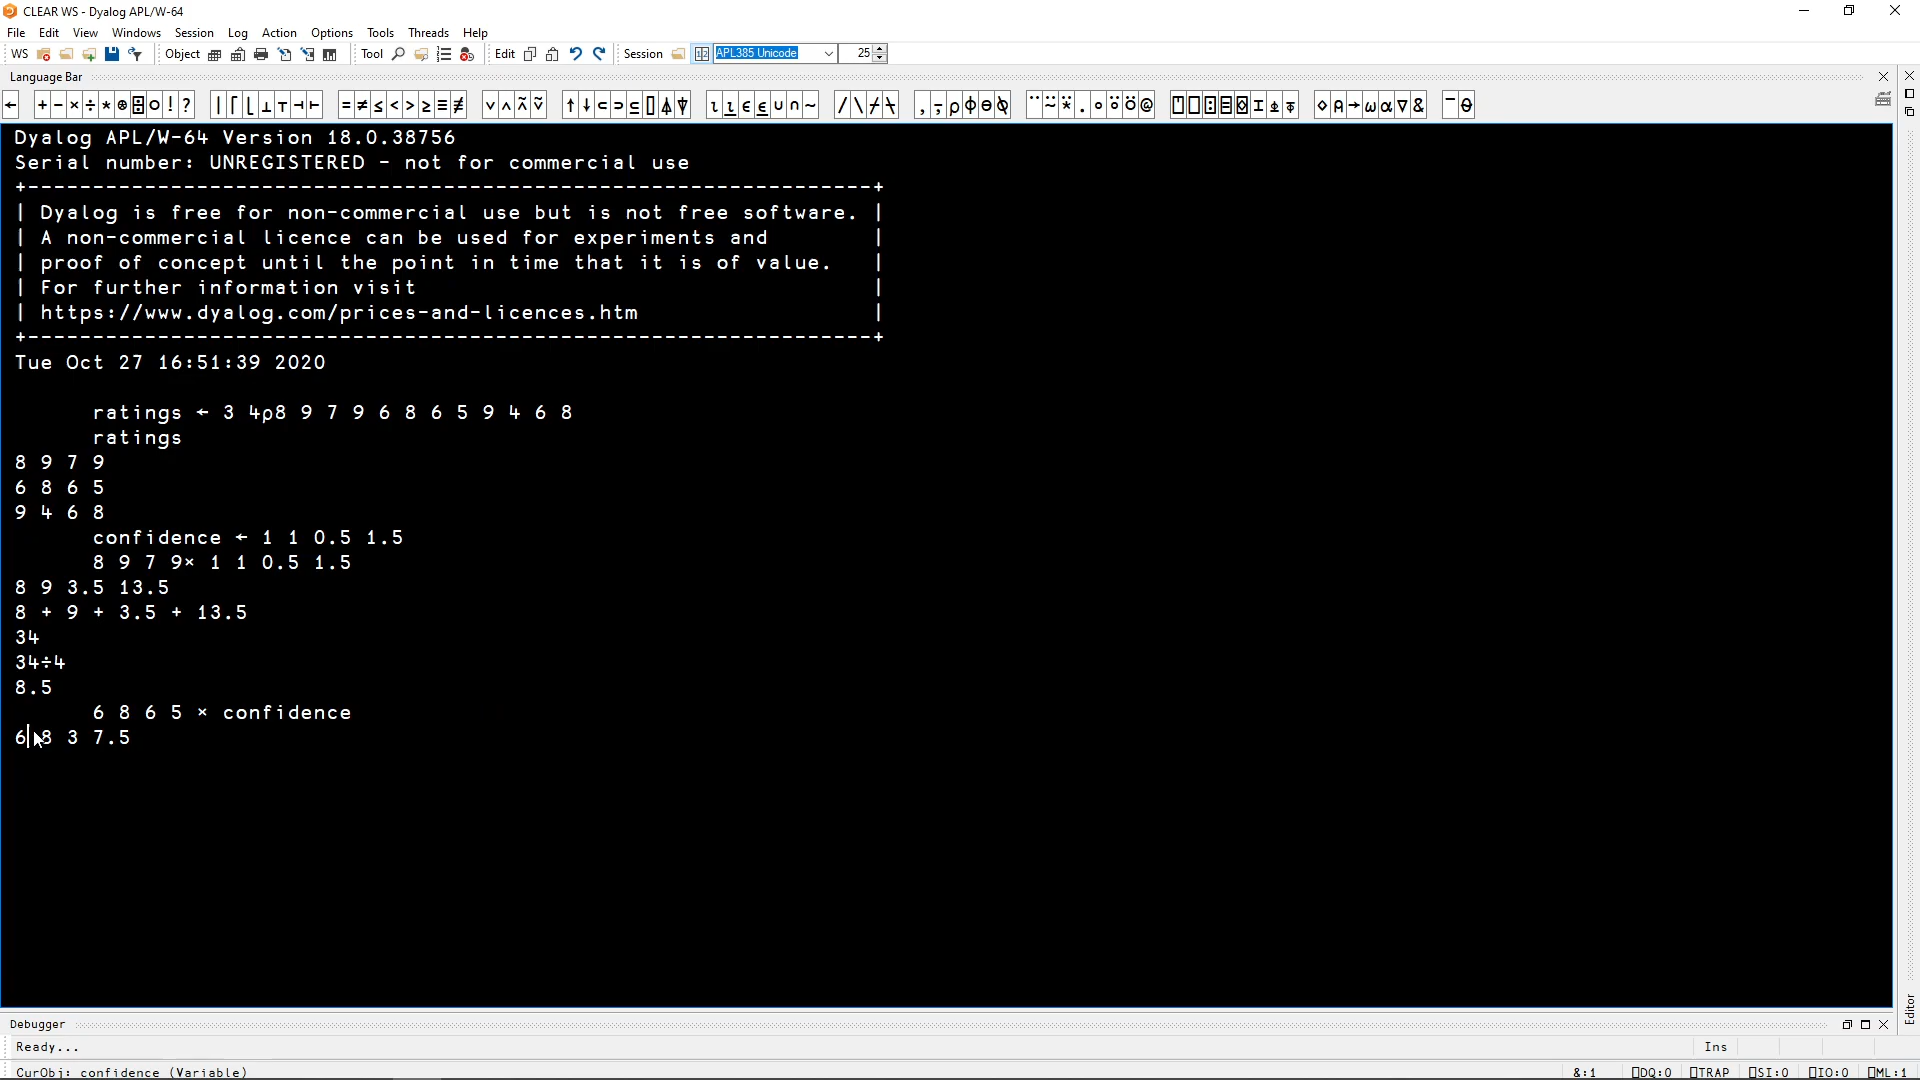 CLEAR WS - Dyalog APL/W-64
File Edit View Windows Session Log Action Options Tools Threads Help
WS Object Tool Edit Session APL385 Unicode 25
Language Bar
← + - × ÷ * ⍟ ⌹ ○ ! ? | ⌈ ⌊ ⊥ ⊤ ⊣ ⊢ = ≠ ≤ < > ≥ ≡ ≢ ∨ ∧ ⍲ ⍱ ↑ ↓ ⊂ ⊃ ⊆ ⌷ ⍋ ⍒ ⍳ ⍸ ∊ ⍷ ∪ ∩ ~ / \ ⌿ ⍀ , ⍪ ⍴ ⌽ ⊖ ⍉ ¨ ⍨ ⍣ . ∘ ⍤ ⍥ @ ⍞ ⎕ ⍠ ⌸ ⌺ ⌶ ⍎ ⍕ ⋄ ⍝ → ⍵ ⍺ ∇ & ¯ ⍬
Dyalog APL/W-64 Version 18.0.38756
Serial number: UNREGISTERED - not for commercial use
+----------------------------------------------------------------+
| Dyalog is free for non-commercial use but is not free software. |
| A non-commercial licence can be used for experiments and |
| proof of concept until the point in time that it is of value. |
| For further information visit |
| https://www.dyalog.com/prices-and-licences.htm |
+----------------------------------------------------------------+
Tue Oct 27 16:51:39 2020
ratings ← 3 4⍴8 9 7 9 6 8 6 5 9 4 6 8
ratings
8 9 7 9
6 8 6 5
9 4 6 8
confidence ← 1 1 0.5 1.5
8 9 7 9× 1 1 0.5 1.5
8 9 3.5 13.5
8 + 9 + 3.5 + 13.5
34
34÷4
8.5
6 8 6 5 × confidence
6 8 3 7.5
Editor
Debugger
Ready...
Ins
CurObj: confidence (Variable)
&:1 ⎕DQ:0 ⎕TRAP ⎕SI:0 ⎕IO:0 ⎕ML:1